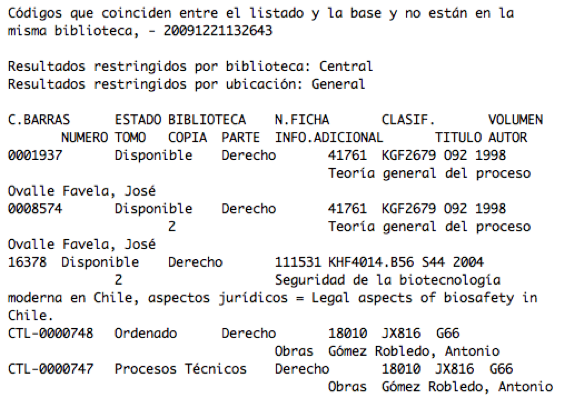 Códigos que coinciden entre el listado y la base y no están en la
misma biblioteca, - 20091221132643
Resultados restringidos por biblioteca: Central
Resultados restringidos por ubicación: General
C.BARRAS ESTADO BIBLIOTECA N.FICHA CLASIF. VOLUMEN
NUMERO TOMO COPIA PARTE INFO.ADICIONAL TITULO AUTOR
0001937 Disponible Derecho 41761 KGF2679 O92 1998
Teoría general del proceso
Ovalle Favela, José
0008574 Disponible Derecho 41761 KGF2679 O92 1998
2 Teoría general del proceso
Ovalle Favela, José
16378 Disponible Derecho 111531 KHF4014.B56 S44 2004
2 Seguridad de la biotecnología
moderna en Chile, aspectos jurídicos = Legal aspects of biosafety in
Chile.
CTL-0000748 Ordenado Derecho 18010 JX816 G66
Obras Gómez Robledo, Antonio
CTL-0000747 Procesos Técnicos Derecho 18010 JX816 G66
Obras Gómez Robledo, Antonio